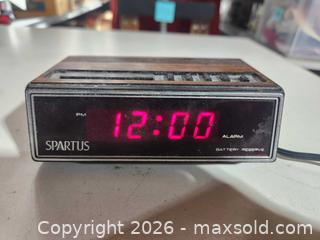 PM
12:00
ALARM
SPARTUS
BATTERY RESERVE
Copyright 2026 - maxsold.com